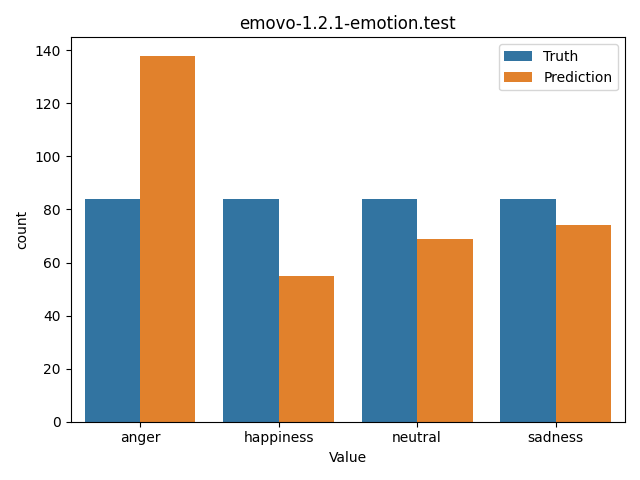 emovo-1.2.1-emotion.test
Truth
Prediction
140
120
100
80
60
40
20
0
count
anger happiness neutral sadness
Value